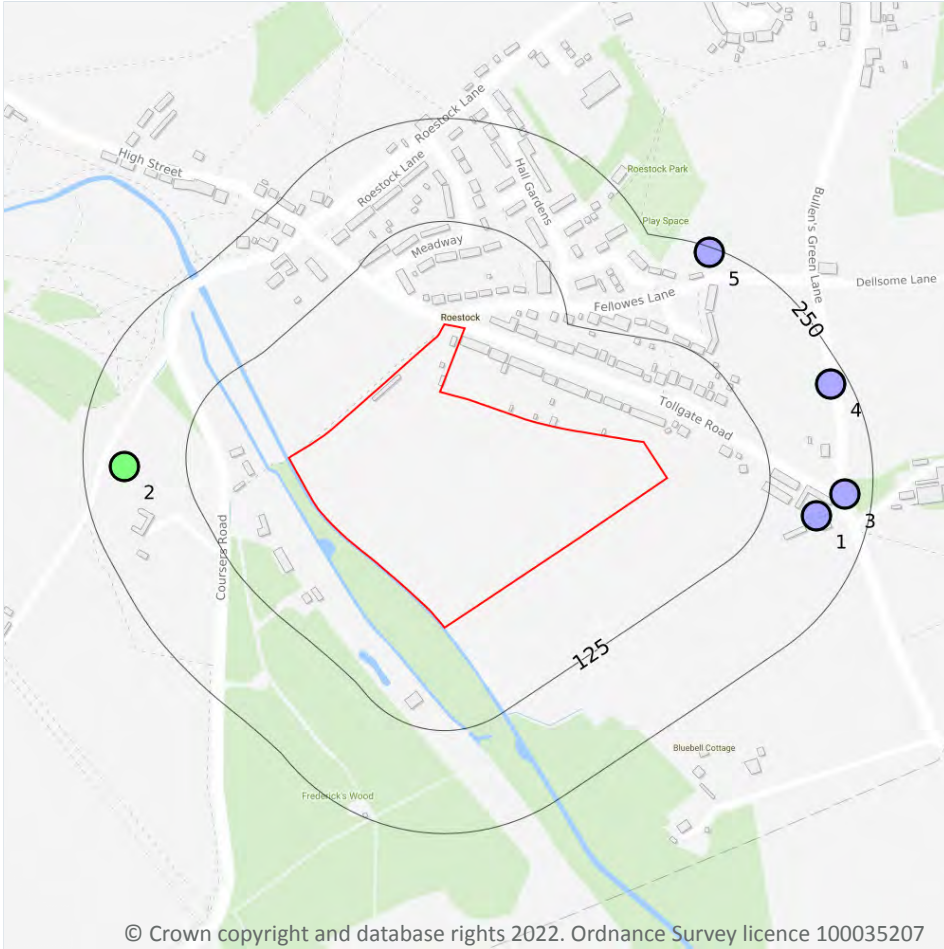 Roestock Lane
High Street
Roestock Lane
Hall Gardens
Roestock Park
Play Space
Bullen's Green Lane
Meadway
5
Dellsome Lane
Fellowes Lane
250
Roestock
4
Tollgate Road
2
3
1
Coursers Road
125
Bluebell Cottage
Frederick's Wood
© Crown copyright and database rights 2022. Ordnance Survey licence 100035207